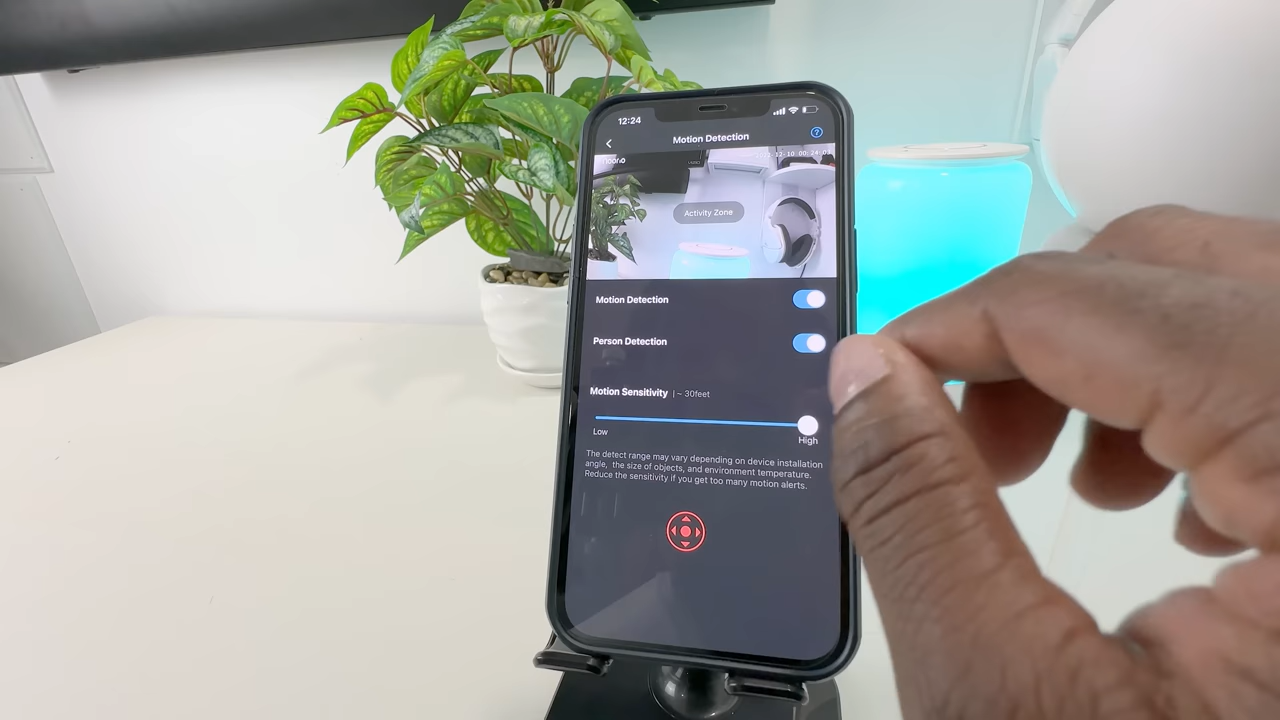 12:24
Motion Detection
?
Activity Zone
Motion Detection
Person Detection
Motion Sensitivity | ~ 30feet
Low
High
The detect range may vary depending on device installation
angle, the size of objects, and environment temperature.
Reduce the sensitivity if you get too many motion alerts.